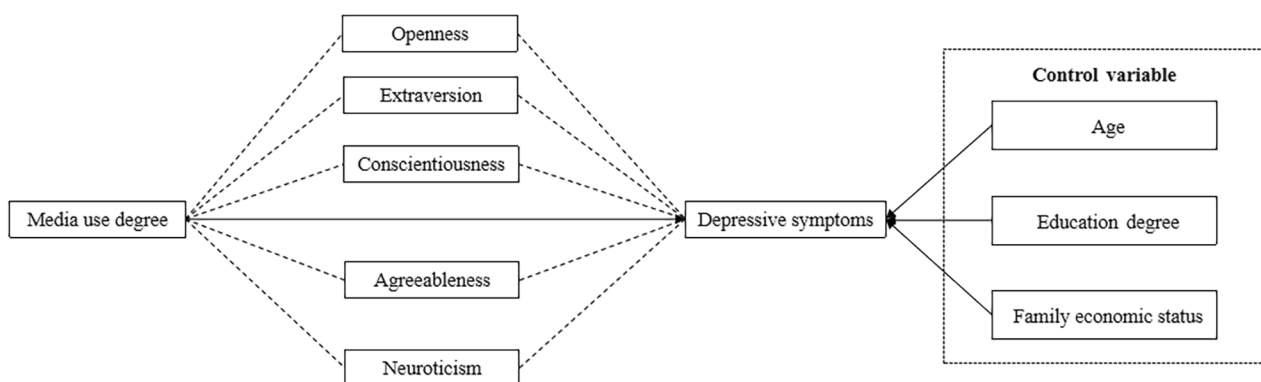 Openness
Extraversion
Conscientiousness
Media use degree
Agreeableness
Neuroticism
Depressive symptoms
Control variable
Age
Education degree
Family economic status